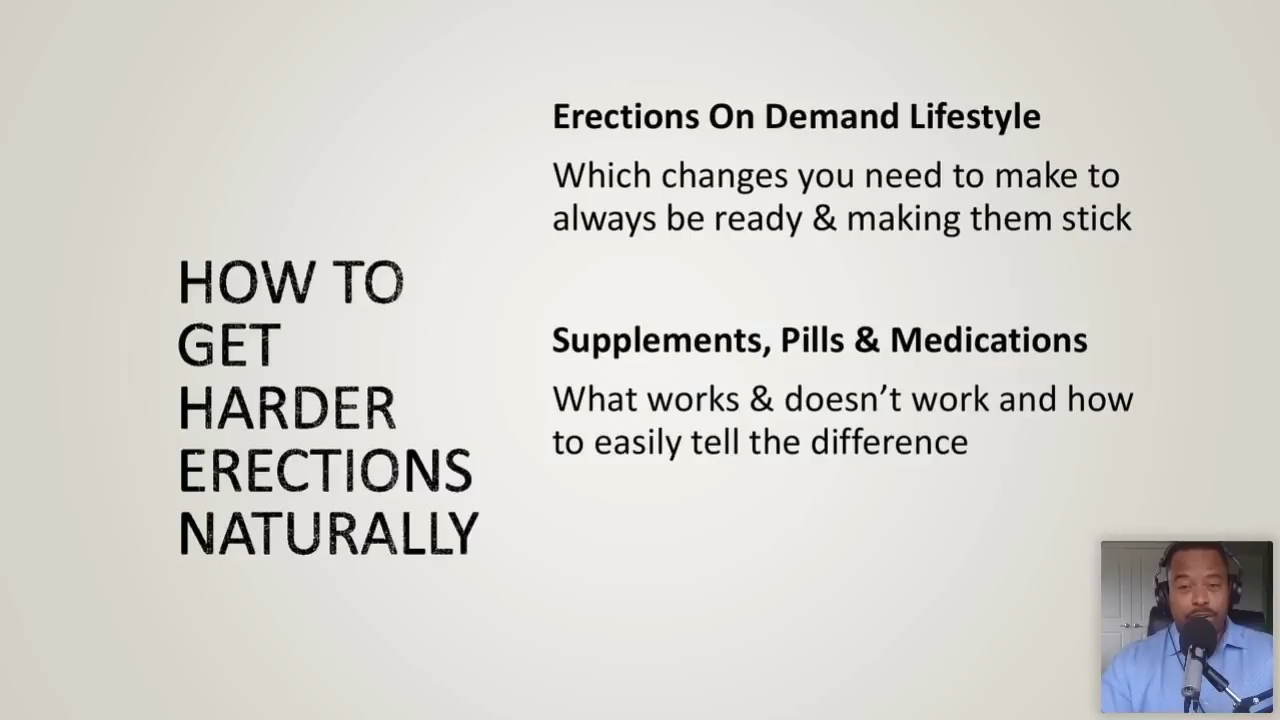 HOW TO
GET
HARDER
ERECTIONS
NATURALLY
Erections On Demand Lifestyle
Which changes you need to make to
always be ready & making them stick
Supplements, Pills & Medications
What works & doesn’t work and how
to easily tell the difference